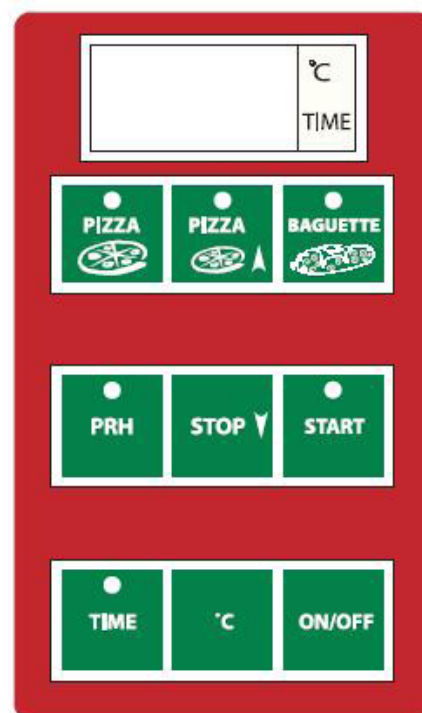 °C
TIME
PIZZA PIZZA BAGUETTE
PRH STOP START
TIME °C ON/OFF